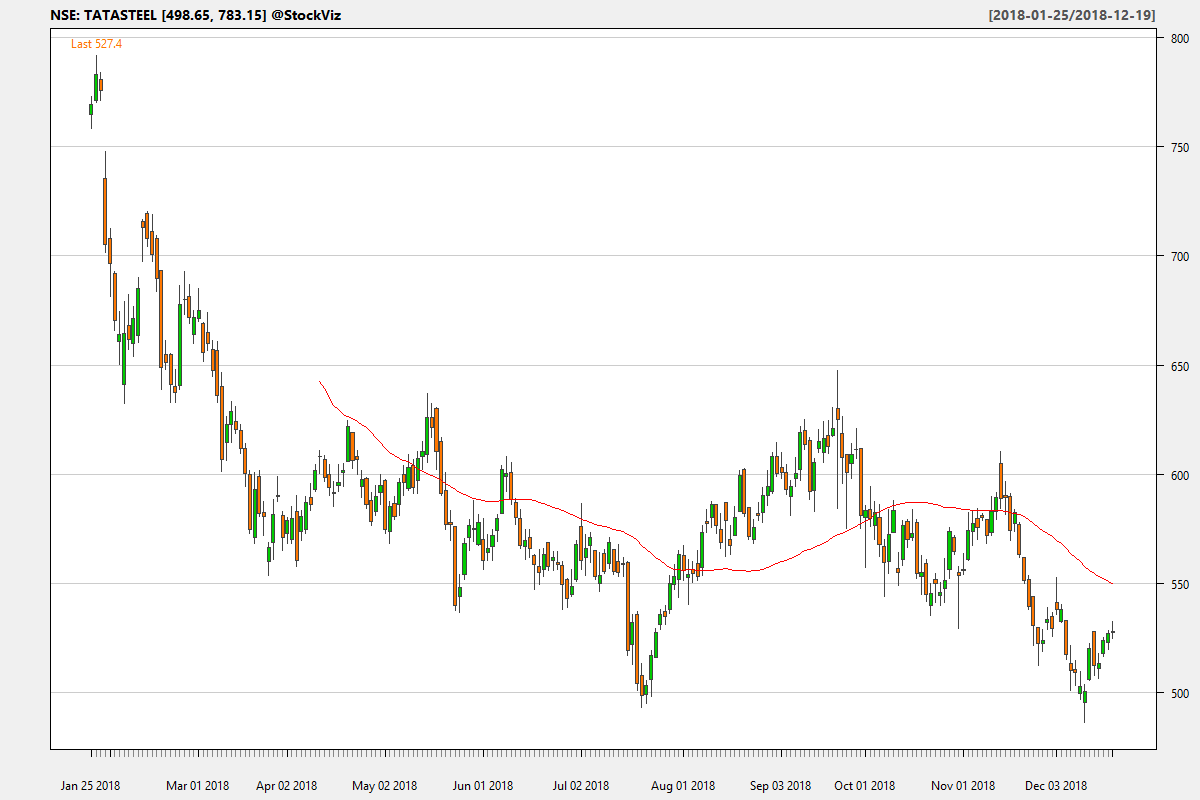 NSE: TATASTEEL [498.65, 783.15] @StockViz [2018-01-25/2018-12-19]
Last 527.4
800
750
700
650
600
550
500
Jan 25 2018 Mar 01 2018 Apr 02 2018 May 02 2018 Jun 01 2018 Jul 02 2018 Aug 01 2018 Sep 03 2018 Oct 01 2018 Nov 01 2018 Dec 03 2018